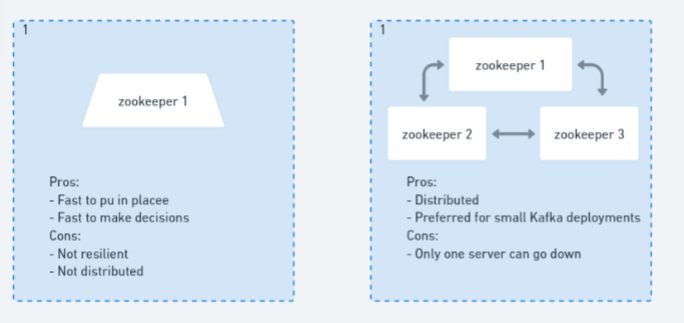 1
zookeeper 1
Pros:
- Fast to pu in placee
- Fast to make decisions
Cons:
- Not resilient
- Not distributed
1
zookeeper 1
zookeeper 2
zookeeper 3
Pros:
- Distributed
- Preferred for small Kafka deployments
Cons:
- Only one server can go down